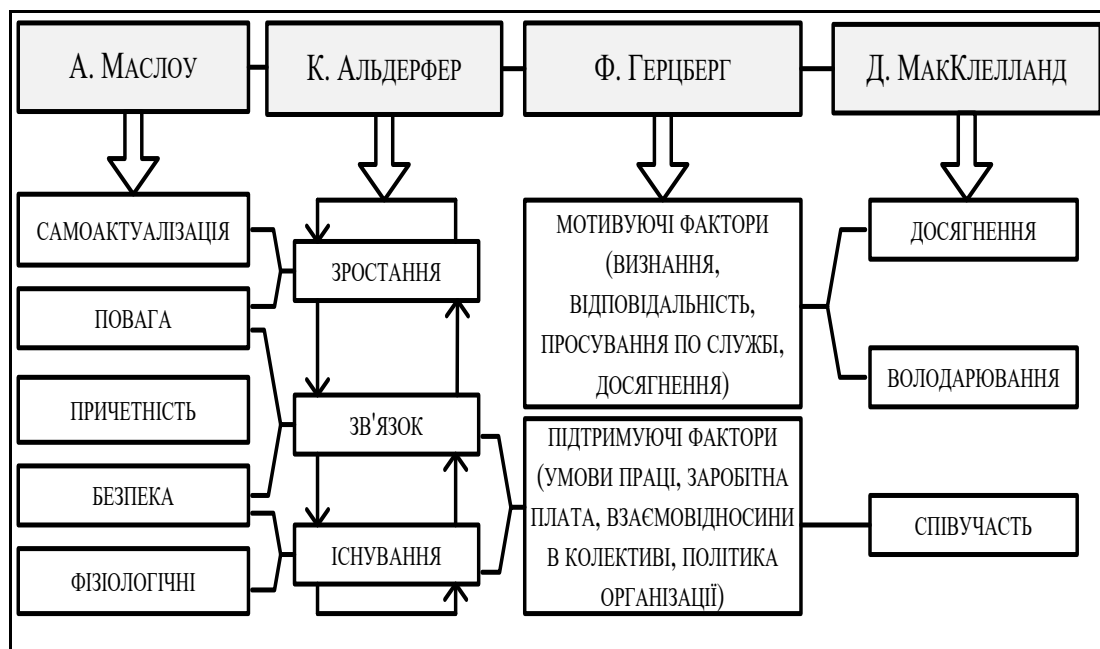 А. МАСЛОУ
К. АЛЬДЕРФЕР
Ф. ГЕРЦБЕРГ
Д. МАККЛЕЛЛАНД
САМОАКТУАЛІЗАЦІЯ
ПОВАГА
ПРИЧЕТНІСТЬ
БЕЗПЕКА
ФІЗІОЛОГІЧНІ
ЗРОСТАННЯ
ЗВ'ЯЗОК
ІСНУВАННЯ
МОТИВУЮЧІ ФАКТОРИ
(ВИЗНАННЯ,
ВІДПОВІДАЛЬНІСТЬ,
ПРОСУВАННЯ ПО СЛУЖБІ,
ДОСЯГНЕННЯ)
ПІДТРИМУЮЧІ ФАКТОРИ
(УМОВИ ПРАЦІ, ЗАРОБІТНА
ПЛАТА, ВЗАЄМОВІДНОСИНИ
В КОЛЕКТИВІ, ПОЛІТИКА
ОРГАНІЗАЦІЇ)
ДОСЯГНЕННЯ
ВОЛОДАРЮВАННЯ
СПІВУЧАСТЬ